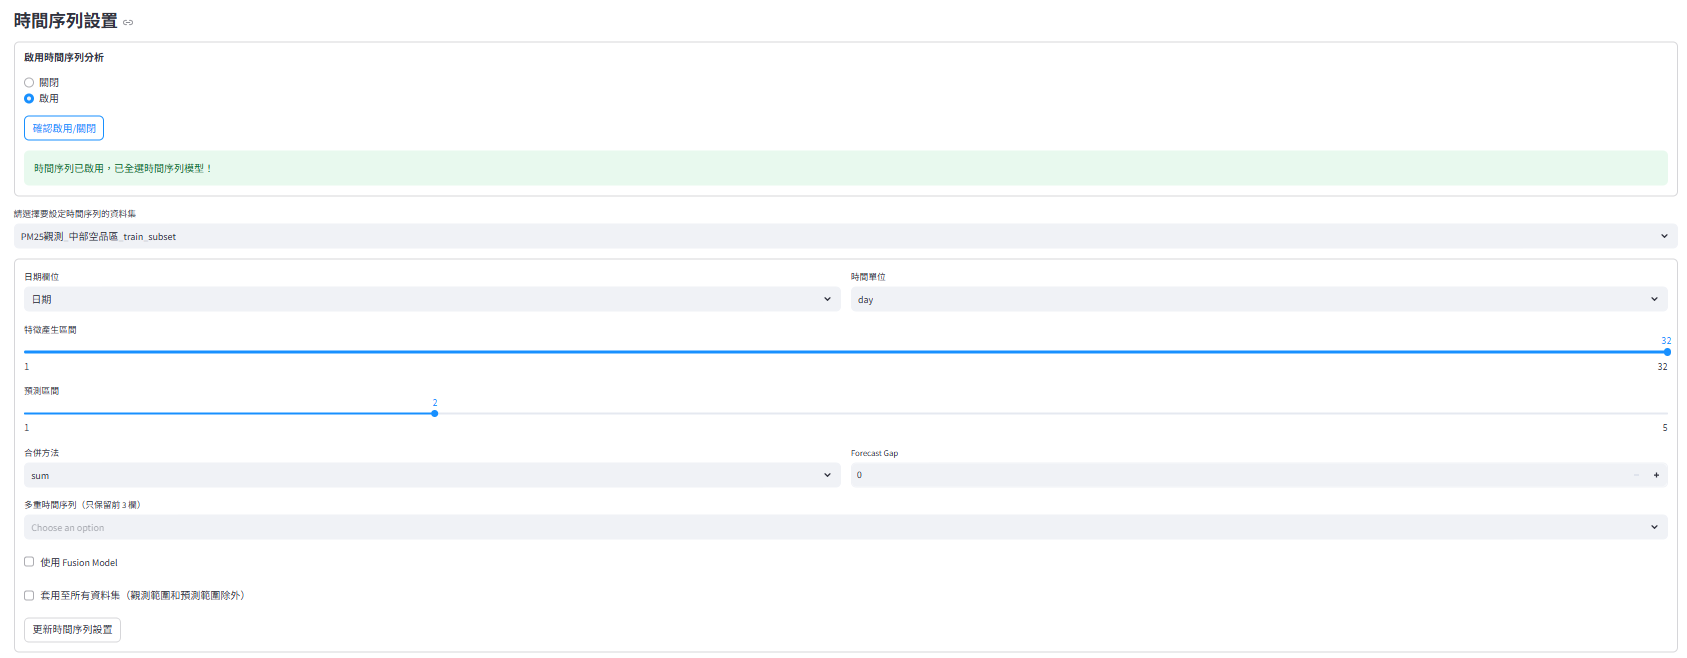 時間序列設置
啟用時間序列分析
關閉
啟用
確認啟用/關閉
時間序列已啟用，已全選時間序列模型！
請選擇要設定時間序列的資料集
PM25觀測_中部空品區_train_subset
日期欄位
時間單位
日期
day
特徵產生區間
32
1
32
預測區間
2
1
5
合併方法
Forecast Gap
sum
0
多重時間序列（只保留前 3 欄）
Choose an option
使用 Fusion Model
套用至所有資料集（觀測範圍和預測範圍除外）
更新時間序列設置